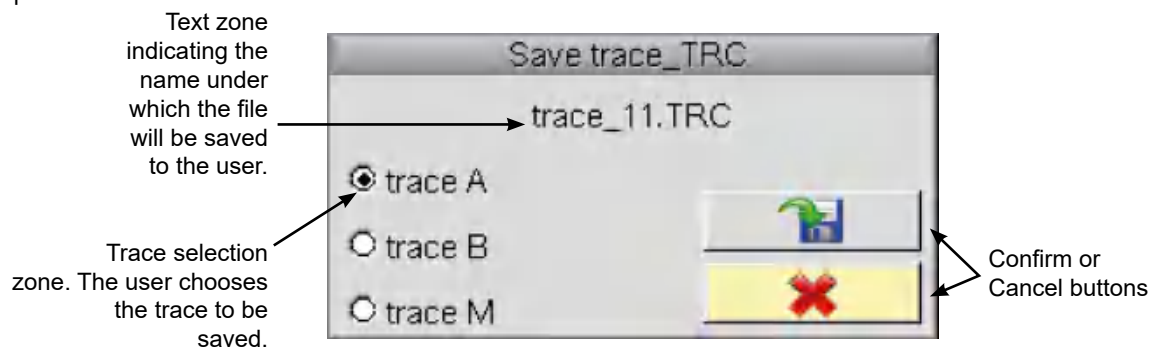 Text zone
indicating the
name under
which the file
will be saved
to the user.
Save trace_TRC
trace_11.TRC
trace A
trace B
trace M
Trace selection
zone. The user chooses
the trace to be
saved.
Confirm or
Cancel buttons